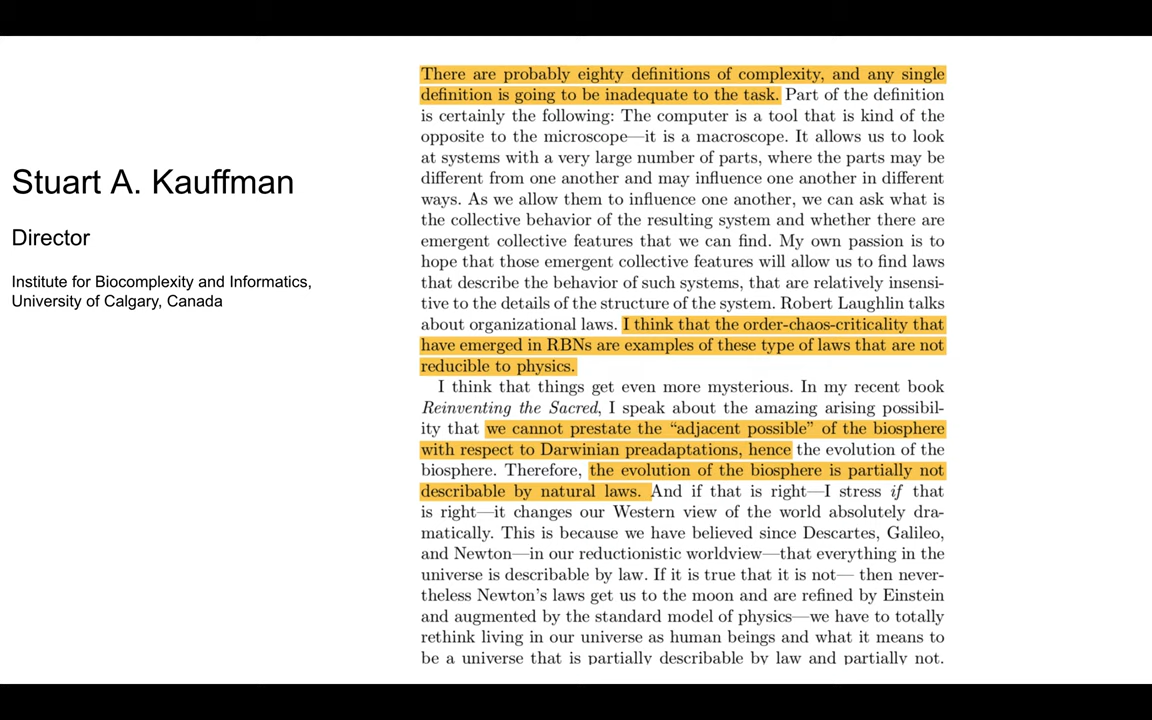 Stuart A. Kauffman
Director
Institute for Biocomplexity and Informatics,
University of Calgary, Canada
There are probably eighty definitions of complexity, and any single
definition is going to be inadequate to the task. Part of the definition
is certainly the following: The computer is a tool that is kind of the
opposite to the microscope—it is a macroscope. It allows us to look
at systems with a very large number of parts, where the parts may be
different from one another and may influence one another in different
ways. As we allow them to influence one another, we can ask what is
the collective behavior of the resulting system and whether there are
emergent collective features that we can find. My own passion is to
hope that those emergent collective features will allow us to find laws
that describe the behavior of such systems, that are relatively insensi-
tive to the details of the structure of the system. Robert Laughlin talks
about organizational laws. I think that the order-chaos-criticality that
have emerged in RBNs are examples of these type of laws that are not
reducible to physics.
I think that things get even more mysterious. In my recent book
Reinventing the Sacred, I speak about the amazing arising possibil-
ity that we cannot prestate the “adjacent possible” of the biosphere
with respect to Darwinian preadaptations, hence the evolution of the
biosphere. Therefore, the evolution of the biosphere is partially not
describable by natural laws. And if that is right—I stress if that
is right—it changes our Western view of the world absolutely dra-
matically. This is because we have believed since Descartes, Galileo,
and Newton—in our reductionistic worldview—that everything in the
universe is describable by law. If it is true that it is not— then never-
theless Newton’s laws get us to the moon and are refined by Einstein
and augmented by the standard model of physics—we have to totally
rethink living in our universe as human beings and what it means to
be a universe that is partially describable by law and partially not.